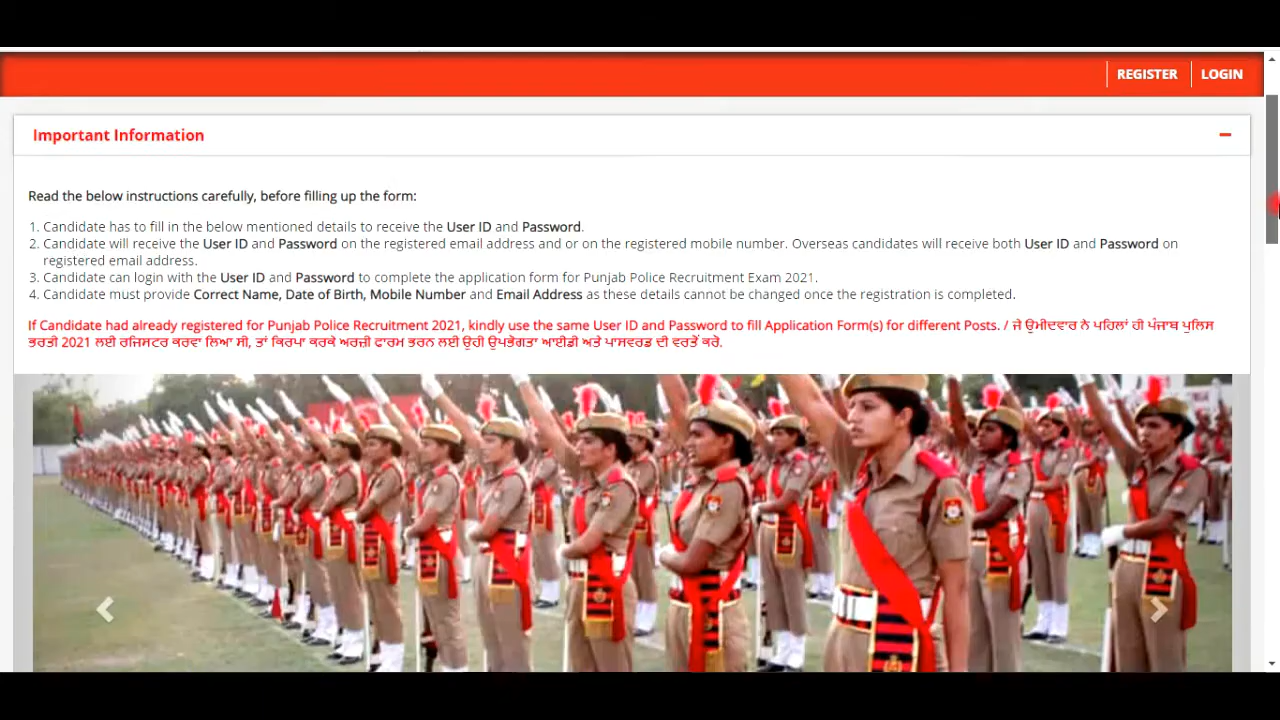 REGISTER LOGIN
Important Information
Read the below instructions carefully, before filling up the form:
1. Candidate has to fill in the below mentioned details to receive the User ID and Password.
2. Candidate will receive the User ID and Password on the registered email address and or on the registered mobile number. Overseas candidates will receive both User ID and Password on
registered email address.
3. Candidate can login with the User ID and Password to complete the application form for Punjab Police Recruitment Exam 2021.
4. Candidate must provide Correct Name, Date of Birth, Mobile Number and Email Address as these details cannot be changed once the registration is completed.
If Candidate had already registered for Punjab Police Recruitment 2021, kindly use the same User ID and Password to fill Application Form(s) for different Posts. / ਜੇ ਉਮੀਦਵਾਰ ਨੇ ਪਹਿਲਾਂ ਹੀ ਪੰਜਾਬ ਪੁਲਿਸ
ਭਰਤੀ 2021 ਲਈ ਰਜਿਸਟਰ ਕਰਵਾ ਲਿਆ ਸੀ, ਤਾਂ ਕਿਰਪਾ ਕਰਕੇ ਅਰਜ਼ੀ ਫਾਰਮ ਭਰਨ ਲਈ ਉਹੀ ਉਪਭੋਗਤਾ ਆਈਡੀ ਅਤੇ ਪਾਸਵਰਡ ਦੀ ਵਰਤੋਂ ਕਰੋ.